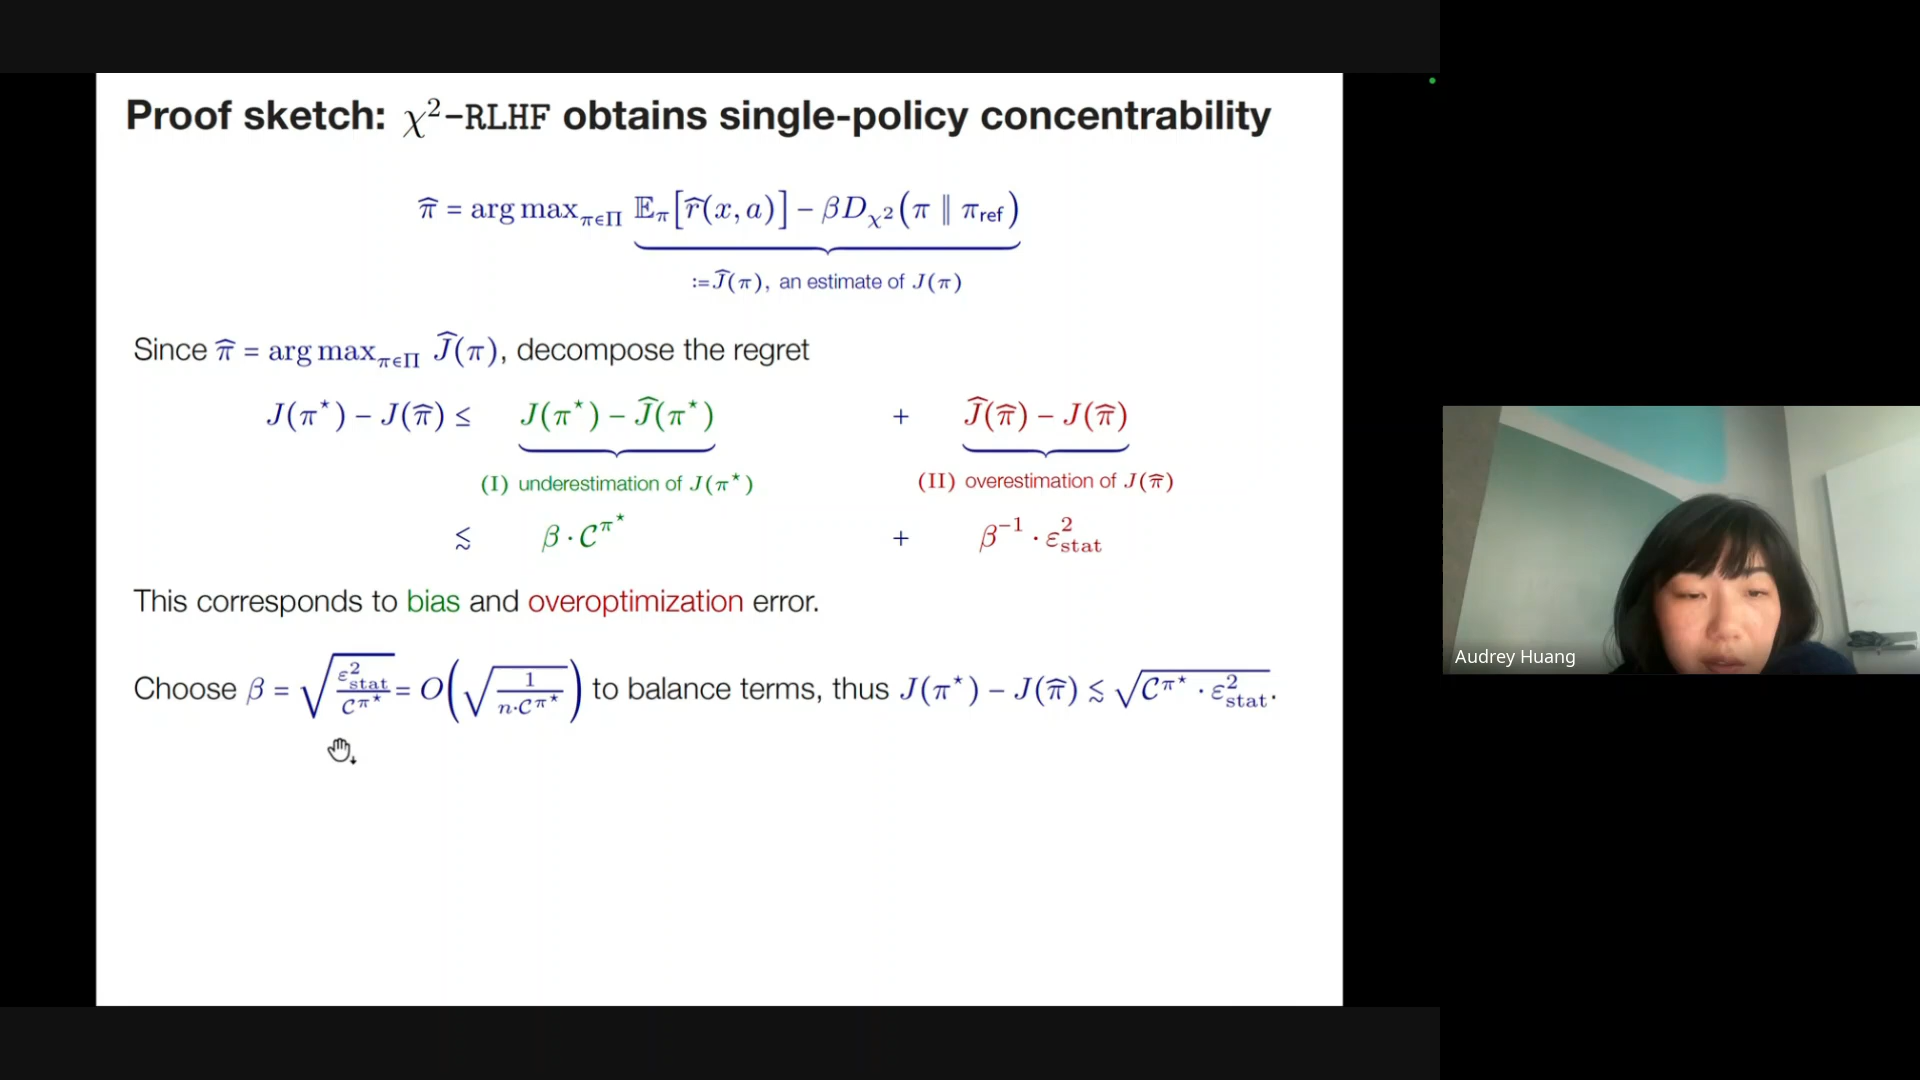 Proof sketch: χ²-RLHF obtains single-policy concentrability
π̂ = arg max_{π∈Π} 𝔼_π[r̂(x, a)] − βD_{χ²}(π ∥ π_ref)
:=Ĵ(π), an estimate of J(π)
Since π̂ = arg max_{π∈Π} Ĵ(π), decompose the regret
J(π⋆) − J(π̂) ≤ J(π⋆) − Ĵ(π⋆) + Ĵ(π̂) − J(π̂)
(I) underestimation of J(π⋆) (II) overestimation of J(π̂)
≲ β · C^{π⋆} + β⁻¹ · ε²_stat
This corresponds to bias and overoptimization error.
Choose β = √(ε²_stat / C^{π⋆}) = O(√(1 / n·C^{π⋆})) to balance terms, thus J(π⋆) − J(π̂) ≲ √(C^{π⋆} · ε²_stat).
Audrey Huang